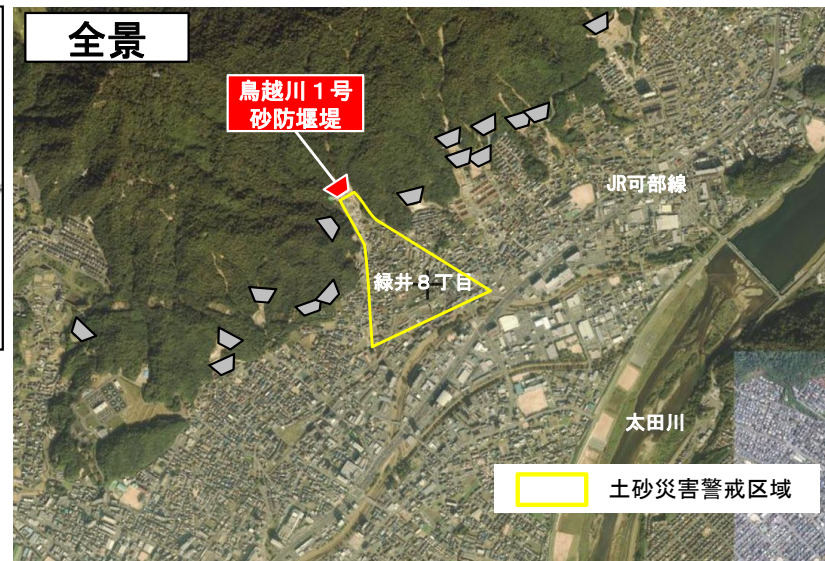 全景
鳥越川１号
砂防堰堤
JR可部線
緑井８丁目
太田川
土砂災害警戒区域